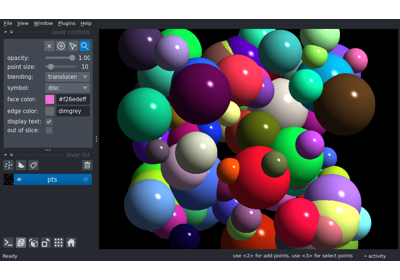 File View Window Plugins Help
layer controls
opacity: 1.00
point size: 10
blending: translucen
symbol: disc
face color: #f26edeff
edge color: dimgrey
display text:
out of slice:
layer list
pts
Ready
use <2> for add points, use <3> for select points
activity